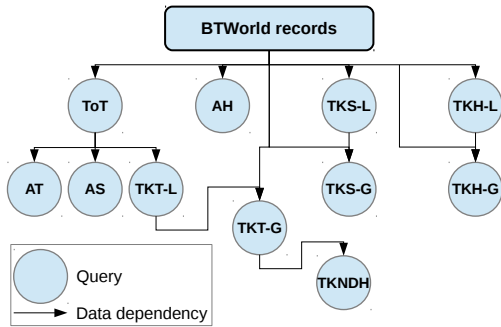 BTWorld records
ToT
AH
TKS-L
TKH-L
AT
AS
TKT-L
TKS-G
TKH-G
TKT-G
TKNDH
Query
Data dependency